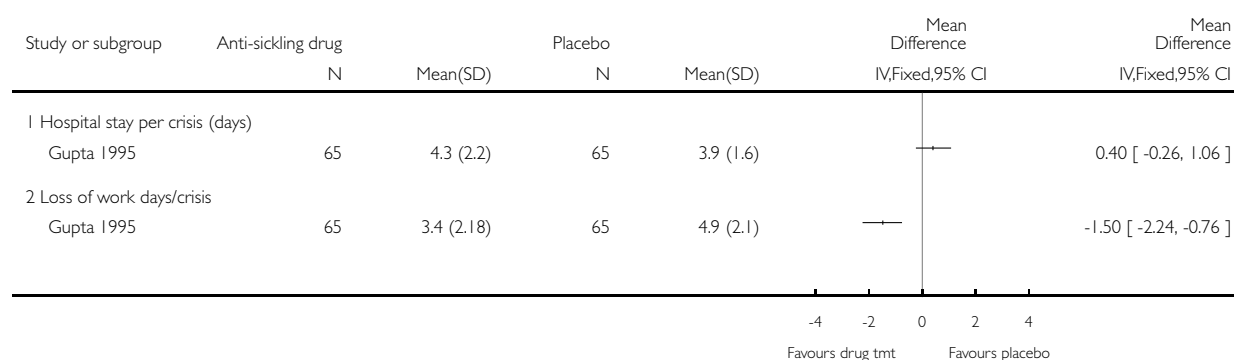 Study or subgroup Anti-sickling drug Placebo Mean Difference Mean Difference
N Mean(SD) N Mean(SD) IV,Fixed,95% CI IV,Fixed,95% CI
1 Hospital stay per crisis (days)
Gupta 1995 65 4.3 (2.2) 65 3.9 (1.6) 0.40 [ -0.26, 1.06 ]
2 Loss of work days/crisis
Gupta 1995 65 3.4 (2.18) 65 4.9 (2.1) -1.50 [ -2.24, -0.76 ]
-4 -2 0 2 4
Favours drug tmt Favours placebo